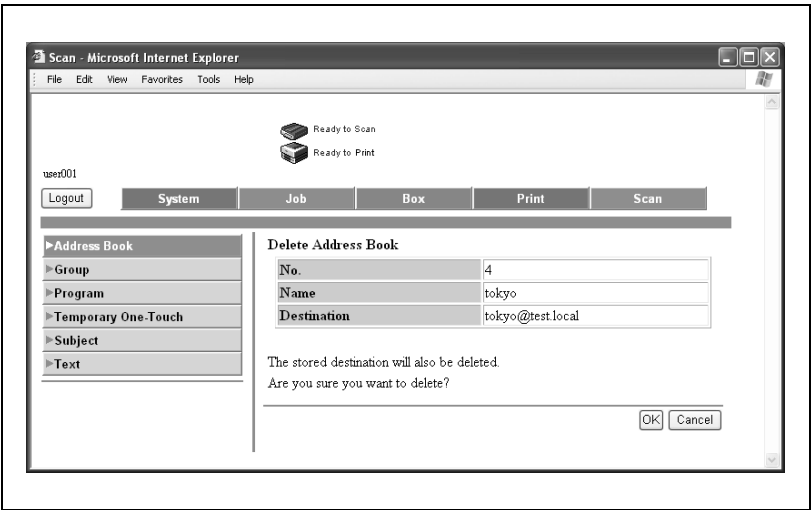 Scan - Microsoft Internet Explorer
File Edit View Favorites Tools Help
Ready to Scan
Ready to Print
user001
Logout System Job Box Print Scan
Address Book
Group
Program
Temporary One-Touch
Subject
Text
Delete Address Book
No. 4
Name tokyo
Destination tokyo@test.local
The stored destination will also be deleted.
Are you sure you want to delete?
OK Cancel